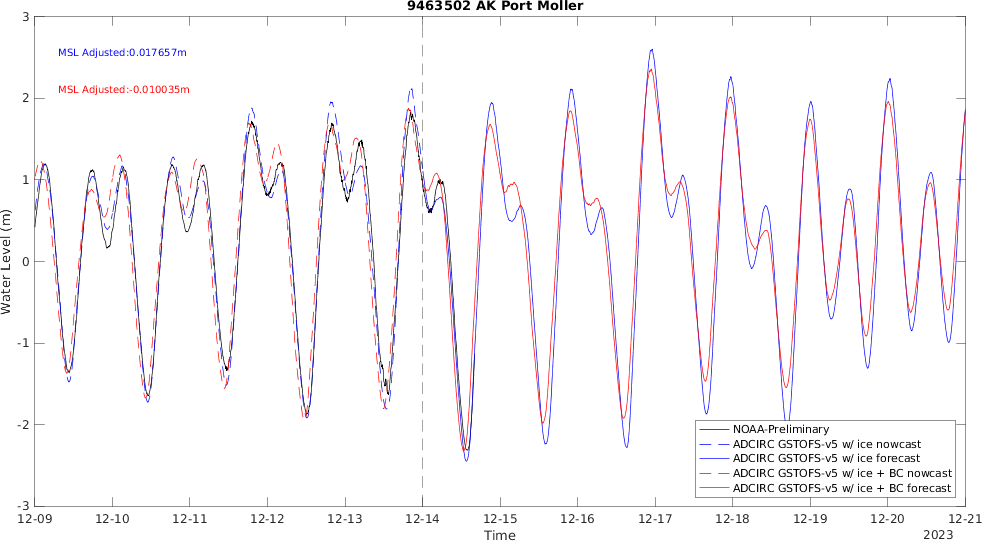 9463502 AK Port Moller
MSL Adjusted:0.017657m
MSL Adjusted:-0.010035m
Water Level (m)
3
2
1
0
-1
-2
-3
NOAA-Preliminary
ADCIRC GSTOFS-v5 w/ ice nowcast
ADCIRC GSTOFS-v5 w/ ice forecast
ADCIRC GSTOFS-v5 w/ ice + BC nowcast
ADCIRC GSTOFS-v5 w/ ice + BC forecast
12-09 12-10 12-11 12-12 12-13 12-14 12-15 12-16 12-17 12-18 12-19 12-20 12-21
Time
2023